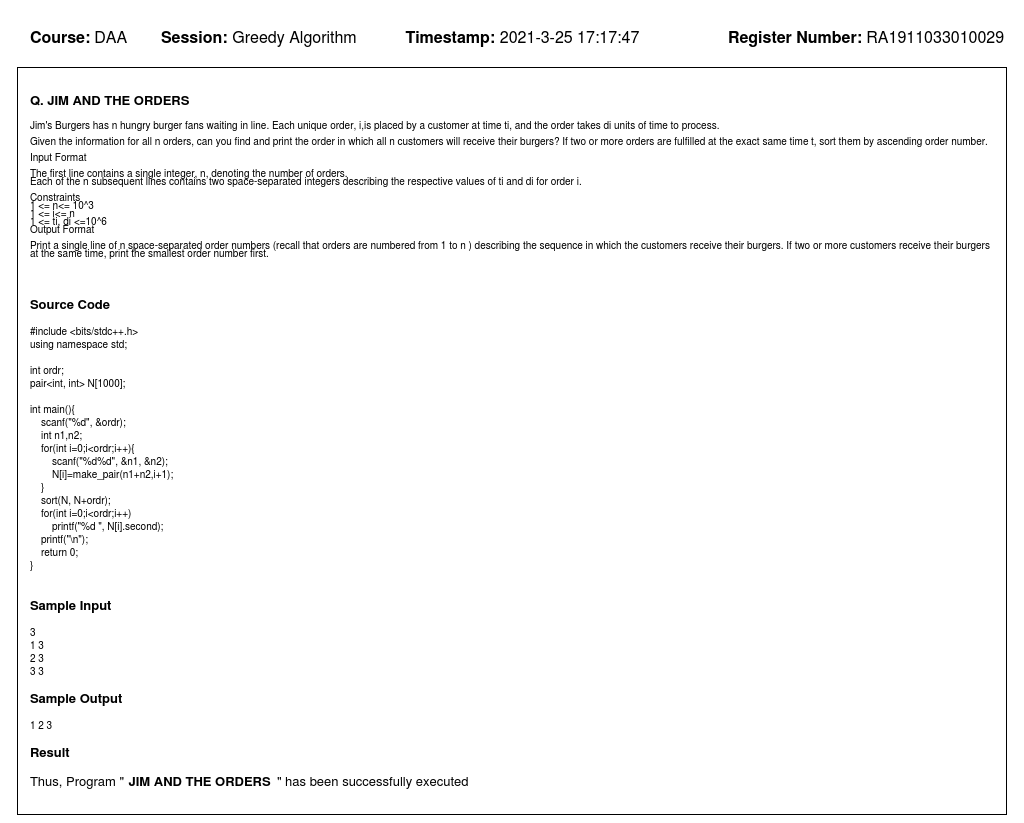 Course: DAA Session: Greedy Algorithm Timestamp: 2021-3-25 17:17:47 Register Number: RA1911033010029
Q. JIM AND THE ORDERS
Jim's Burgers has n hungry burger fans waiting in line. Each unique order, i,is placed by a customer at time ti, and the order takes di units of time to process.
Given the information for all n orders, can you find and print the order in which all n customers will receive their burgers? If two or more orders are fulfilled at the exact same time t, sort them by ascending order number.
Input Format
The first line contains a single integer, n, denoting the number of orders.
Each of the n subsequent lines contains two space-separated integers describing the respective values of ti and di for order i.
Constraints
1 <= n<= 10^3
1 <= i<= n
1 <= ti, di <=10^6
Output Format
Print a single line of n space-separated order numbers (recall that orders are numbered from 1 to n ) describing the sequence in which the customers receive their burgers. If two or more customers receive their burgers
at the same time, print the smallest order number first.
Source Code
#include <bits/stdc++.h>
using namespace std;
int ordr;
pair<int, int> N[1000];
int main(){
    scanf("%d", &ordr);
    int n1,n2;
    for(int i=0;i<ordr;i++){
        scanf("%d%d", &n1, &n2);
        N[i]=make_pair(n1+n2,i+1);
    }
    sort(N, N+ordr);
    for(int i=0;i<ordr;i++)
        printf("%d ", N[i].second);
    printf("\n");
    return 0;
}
Sample Input
3
1 3
2 3
3 3
Sample Output
1 2 3
Result
Thus, Program " JIM AND THE ORDERS " has been successfully executed